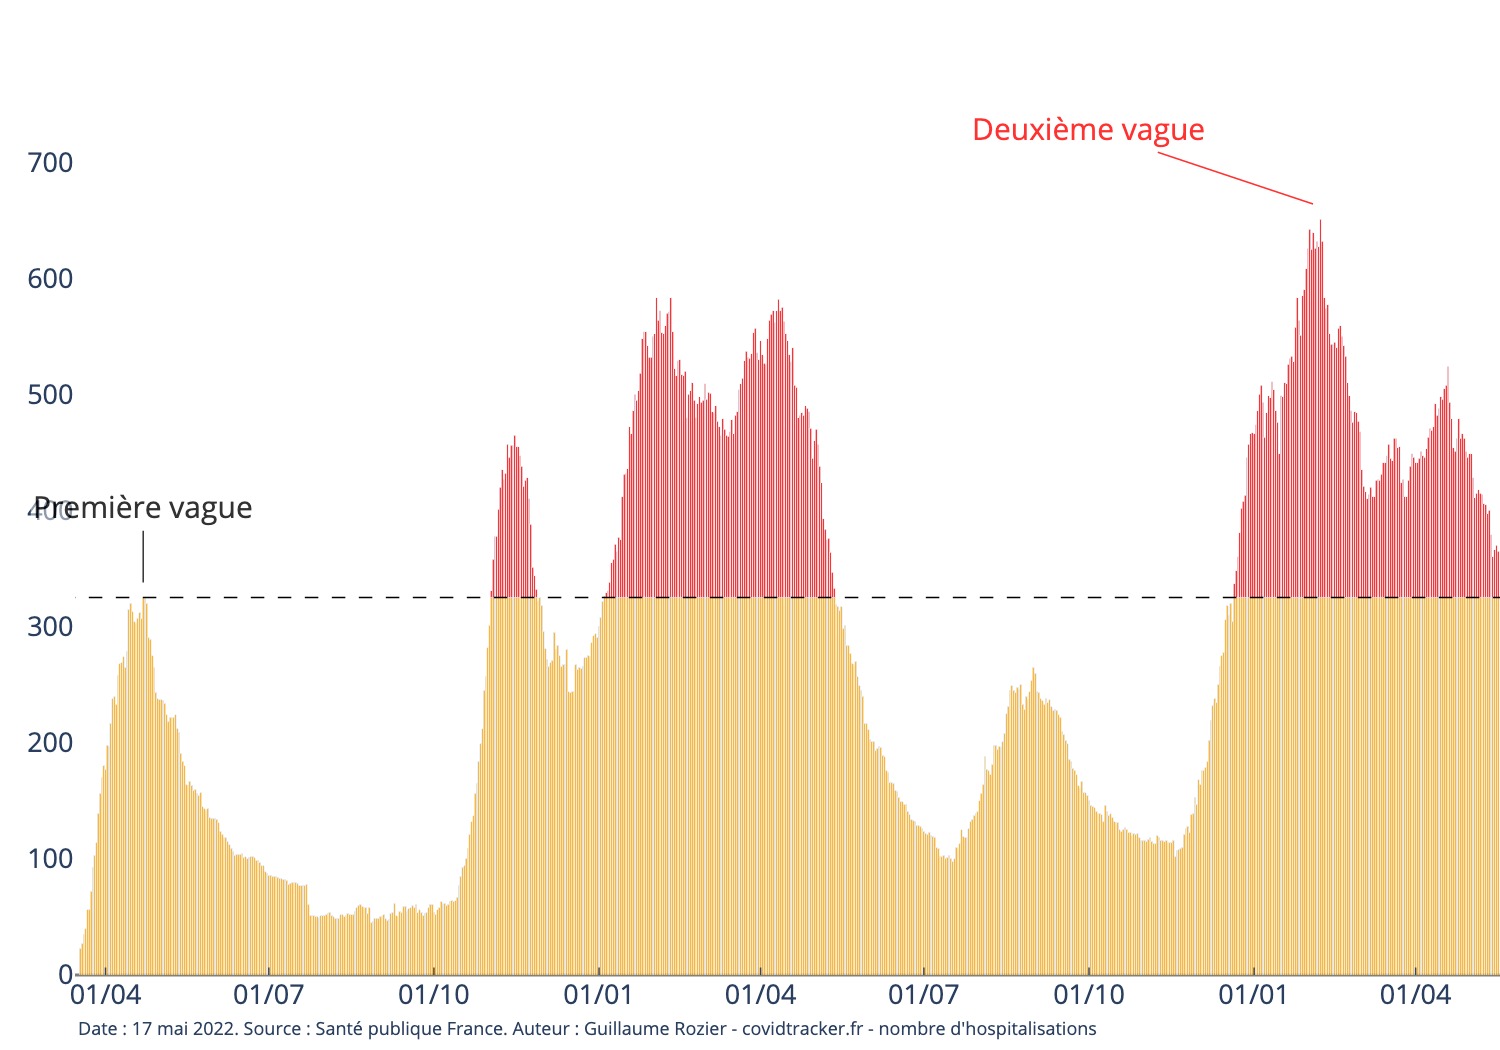 Deuxième vague
700
600
500
400
Première vague
300
200
100
0
01/04 01/07 01/10 01/01 01/04 01/07 01/10 01/01 01/04
Date : 17 mai 2022. Source : Santé publique France. Auteur : Guillaume Rozier - covidtracker.fr - nombre d'hospitalisations